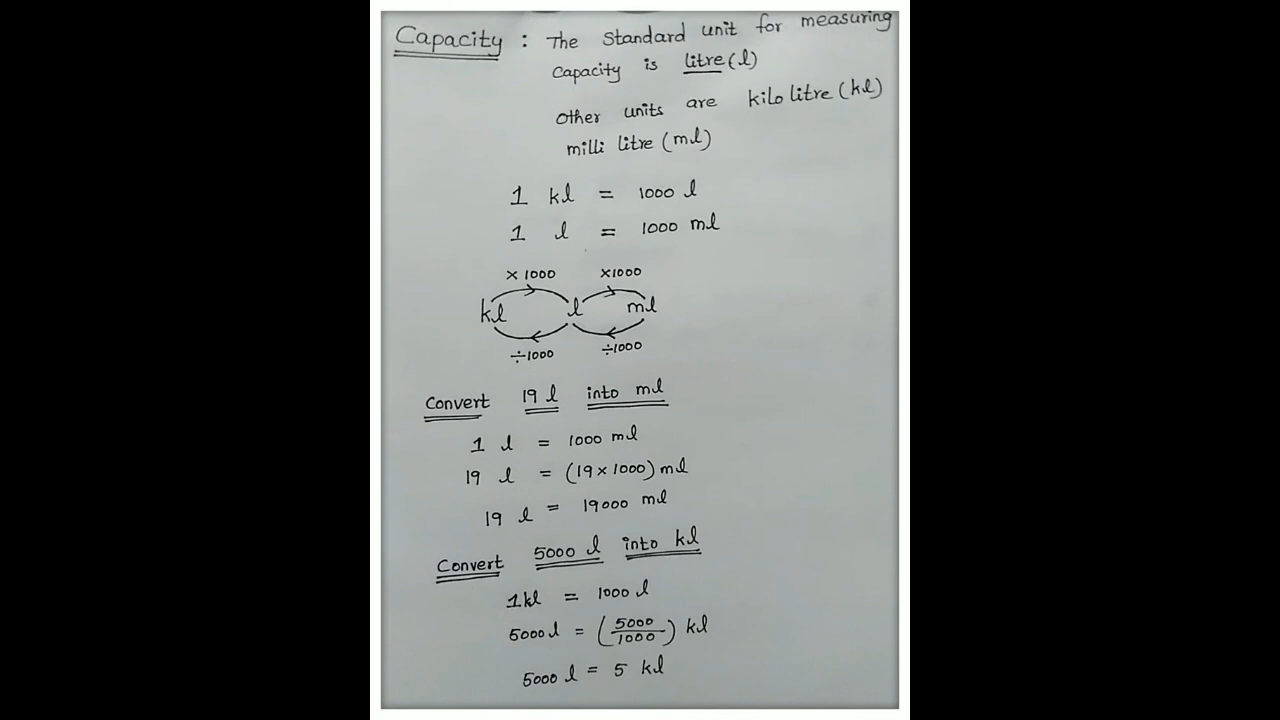 Capacity : The Standard unit for measuring
Capacity is litre (l)
Other units are kilo litre (kl)
milli litre (ml)
1 kl = 1000 l
1 l = 1000 ml
× 1000 ×1000
kl l ml
÷1000 ÷1000
Convert 19 l into ml
1 l = 1000 ml
19 l = (19 × 1000) ml
19 l = 19000 ml
Convert 5000 l into kl
1kl = 1000 l
5000 l = (5000/1000) kl
5000 l = 5 kl